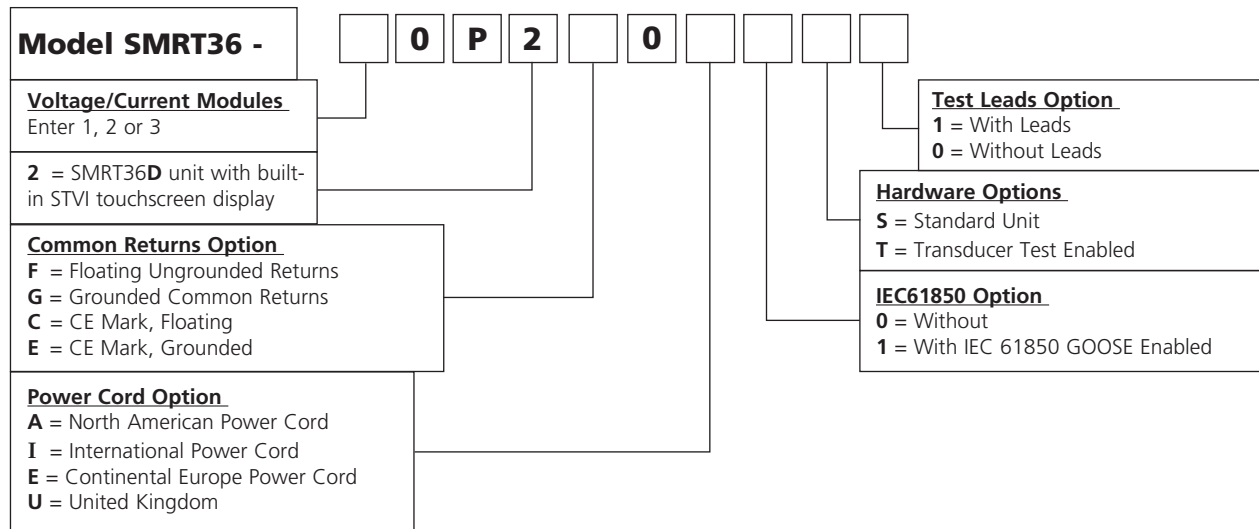 Model SMRT36 -
0 P 2 0
Voltage/Current Modules
Enter 1, 2 or 3
2 = SMRT36D unit with built-
in STVI touchscreen display
Common Returns Option
F = Floating Ungrounded Returns
G = Grounded Common Returns
C = CE Mark, Floating
E = CE Mark, Grounded
Power Cord Option
A = North American Power Cord
I = International Power Cord
E = Continental Europe Power Cord
U = United Kingdom
Test Leads Option
1 = With Leads
0 = Without Leads
Hardware Options
S = Standard Unit
T = Transducer Test Enabled
IEC61850 Option
0 = Without
1 = With IEC 61850 GOOSE Enabled